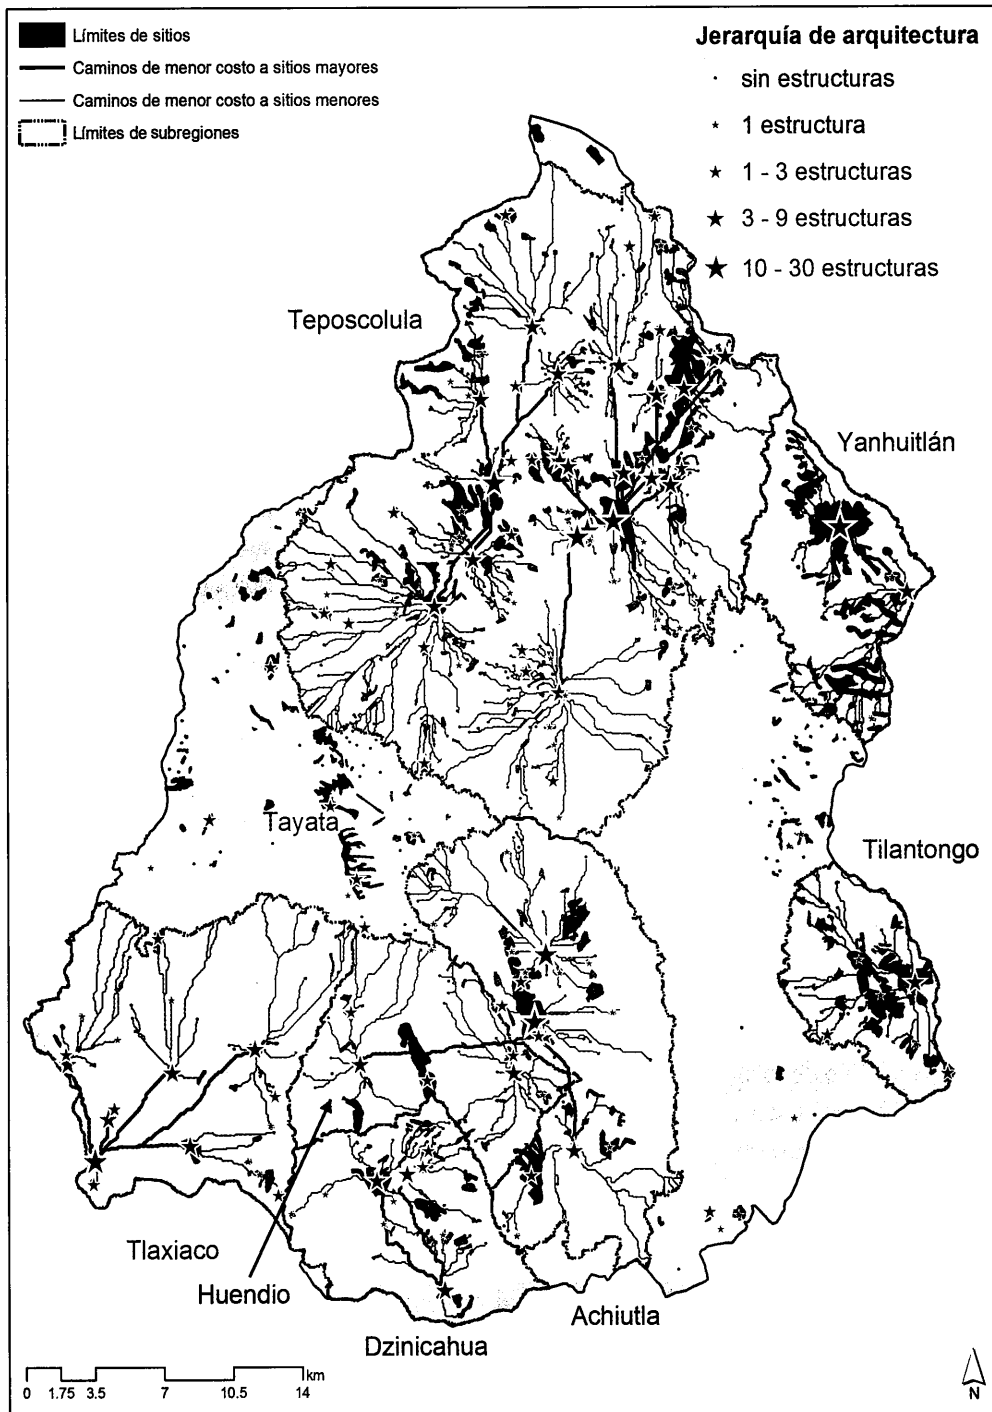 Límites de sitios
Caminos de menor costo a sitios mayores
Caminos de menor costo a sitios menores
Límites de subregiones
Jerarquía de arquitectura
sin estructuras
1 estructura
1 - 3 estructuras
3 - 9 estructuras
10 - 30 estructuras
Teposcolula
Yanhuitlán
Tayata
Tilantongo
Tlaxiaco
Huendio
Achiutla
Dzinicahua
km
0 1.75 3.5 7 10.5 14
N